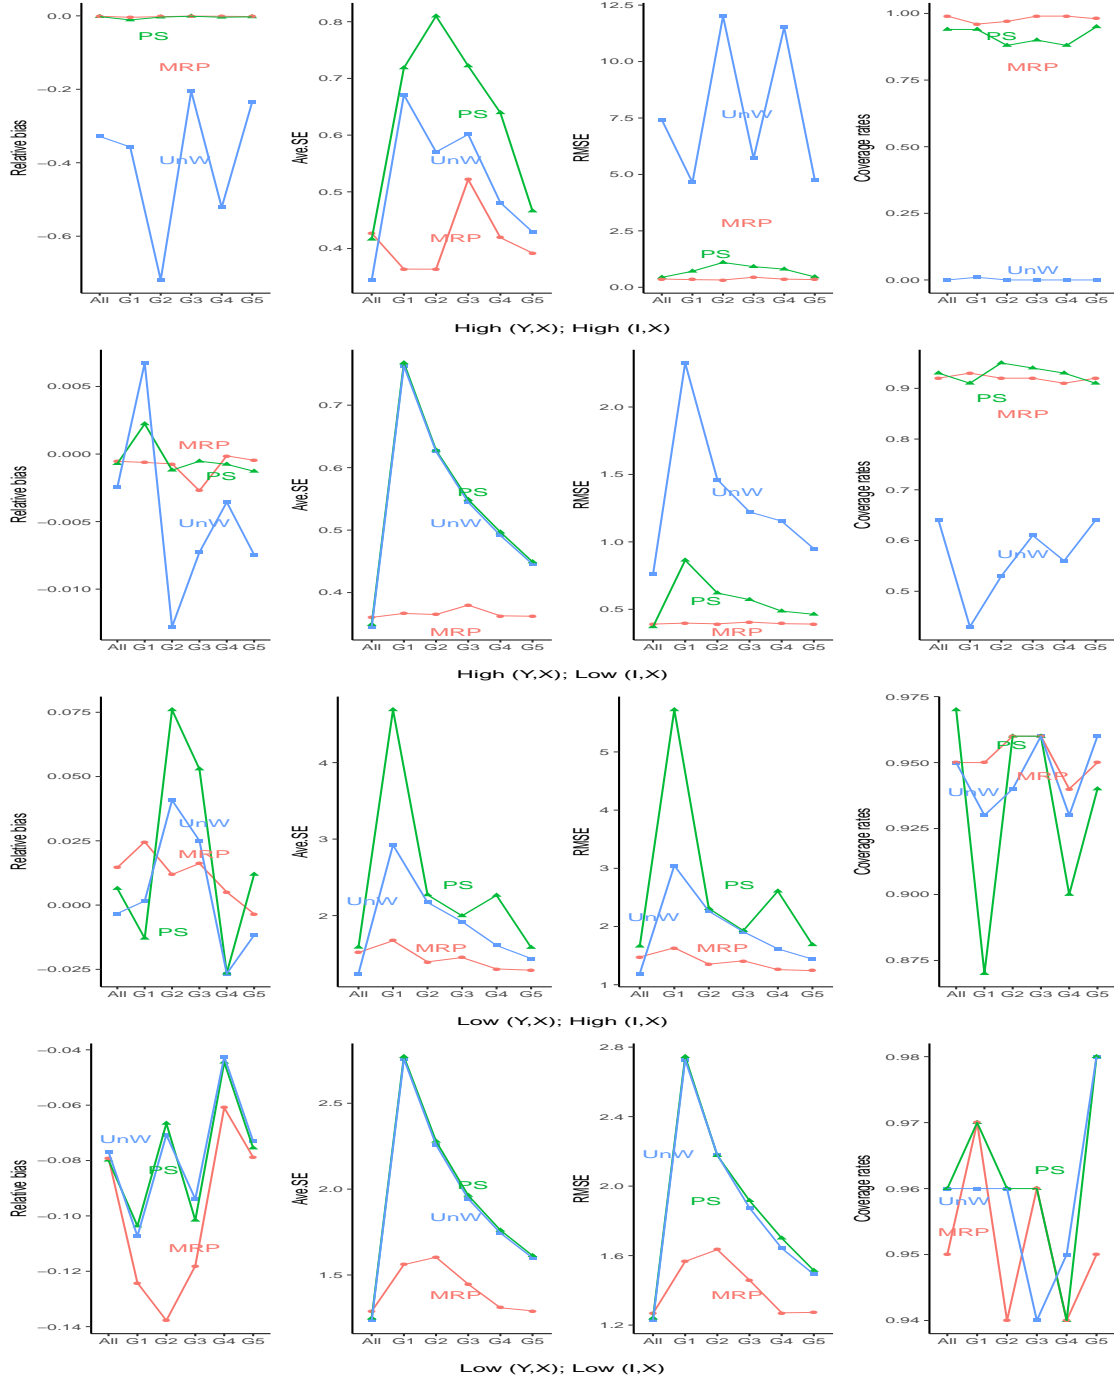 Relative bias
0.0
−0.2
−0.4
−0.6
PS
MRP
UnW
All G1 G2 G3 G4 G5
Ave.SE
0.8
0.6
0.4
PS
UnW
MRP
All G1 G2 G3 G4 G5
RMSE
12.5
10.0
7.5
5.0
2.5
0.0
UnW
MRP
PS
All G1 G2 G3 G4 G5
Coverage rates
1.00
0.75
0.50
0.25
0.00
PS
MRP
UnW
All G1 G2 G3 G4 G5
High (Y,X); High (I,X)
Relative bias
0.005
0.000
−0.005
−0.010
MRP
PS
UnW
All G1 G2 G3 G4 G5
Ave.SE
0.7
0.6
0.5
0.4
PS
UnW
MRP
All G1 G2 G3 G4 G5
RMSE
2.0
1.5
1.0
0.5
UnW
PS
MRP
All G1 G2 G3 G4 G5
Coverage rates
0.9
0.8
0.7
0.6
0.5
PS
MRP
UnW
All G1 G2 G3 G4 G5
High (Y,X); Low (I,X)
Relative bias
0.075
0.050
0.025
0.000
−0.025
UnW
MRP
PS
All G1 G2 G3 G4 G5
Ave.SE
4
3
2
PS
UnW
MRP
All G1 G2 G3 G4 G5
RMSE
5
4
3
2
1
PS
UnW
MRP
All G1 G2 G3 G4 G5
Coverage rates
0.975
0.950
0.925
0.900
0.875
PS
MRP
UnW
All G1 G2 G3 G4 G5
Low (Y,X); High (I,X)
Relative bias
−0.04
−0.06
−0.08
−0.10
−0.12
−0.14
UnW
PS
MRP
All G1 G2 G3 G4 G5
Ave.SE
2.5
2.0
1.5
PS
UnW
MRP
All G1 G2 G3 G4 G5
RMSE
2.8
2.4
2.0
1.6
1.2
UnW
PS
MRP
All G1 G2 G3 G4 G5
Coverage rates
0.98
0.97
0.96
0.95
0.94
PS
UnW
MRP
All G1 G2 G3 G4 G5
Low (Y,X); Low (I,X)